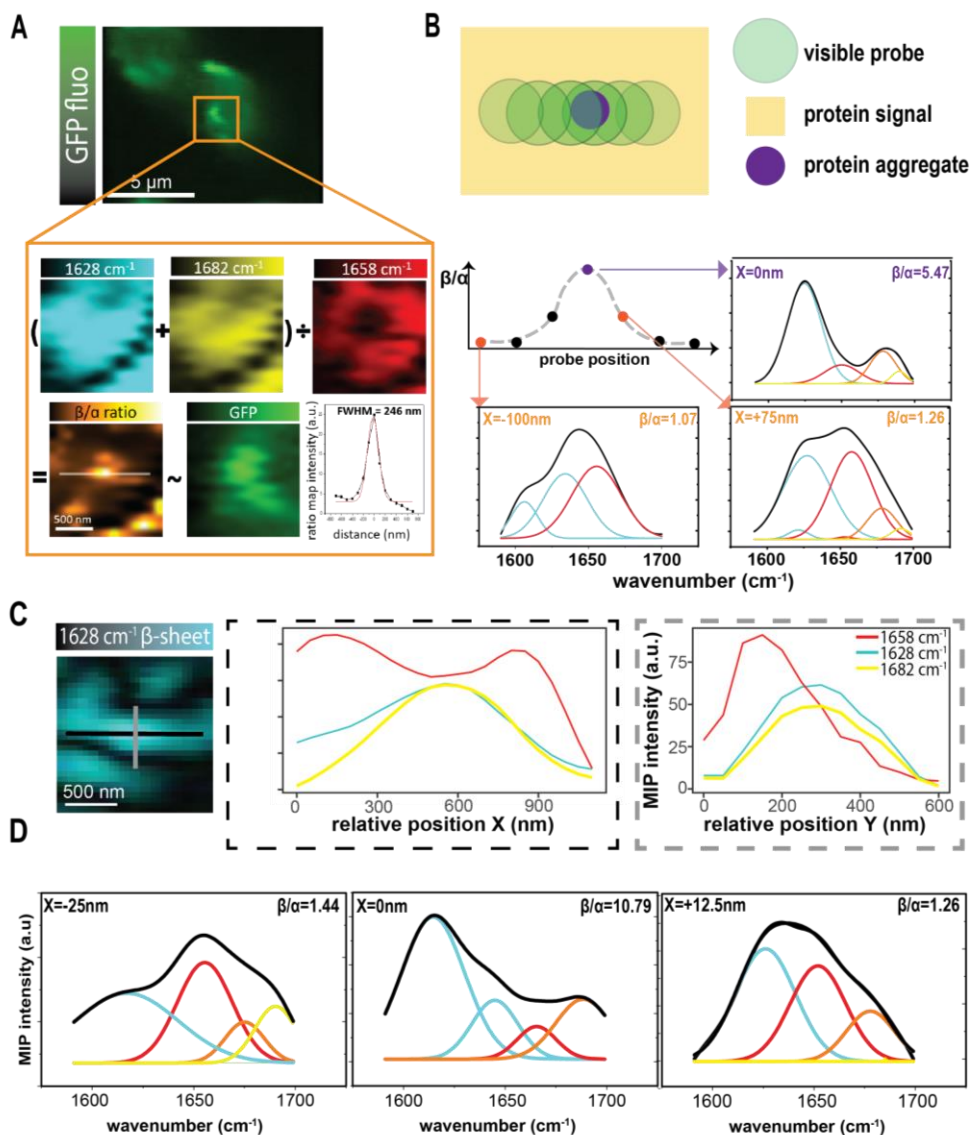 A
GFP fluo
5 µm
1628 cm⁻¹
1682 cm⁻¹
1658 cm⁻¹
(
+
) ÷
β/α ratio
GFP
=
500 nm
~
ratio map intensity (a.u.)
FWHM = 246 nm
distance (nm)
B
visible probe
protein signal
protein aggregate
β/α
probe position
X=0nm
β/α=5.47
1600
1650
1700
X=-100nm
β/α=1.07
1600
1650
1700
X=+75nm
β/α=1.26
1600
1650
1700
wavenumber (cm⁻¹)
C
1628 cm⁻¹ β-sheet
500 nm
0
300
600
900
relative position X (nm)
MIP intensity (a.u.)
75
50
25
0
1658 cm⁻¹
1628 cm⁻¹
1682 cm⁻¹
0
200
400
600
relative position Y (nm)
D
MIP intensity (a.u)
X=-25nm
β/α=1.44
1600
1650
1700
wavenumber (cm⁻¹)
X=0nm
β/α=10.79
1600
1650
1700
wavenumber (cm⁻¹)
X=+12.5nm
β/α=1.26
1600
1650
1700
wavenumber (cm⁻¹)